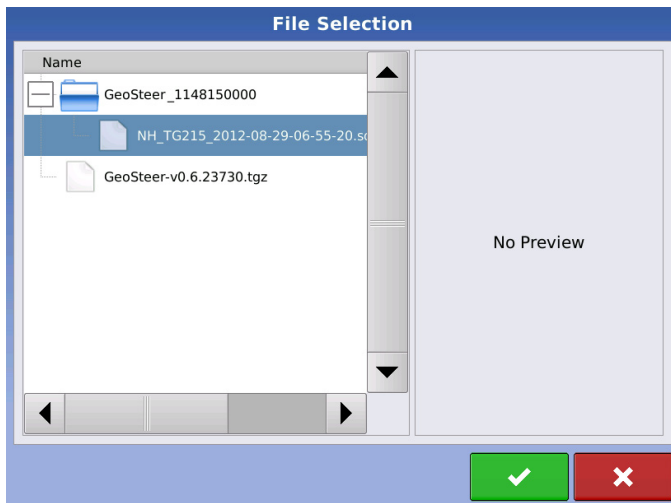 File Selection
Name
GeoSteer_1148150000
NH_TG215_2012-08-29-06-55-20.s
GeoSteer-v0.6.23730.tgz
No Preview